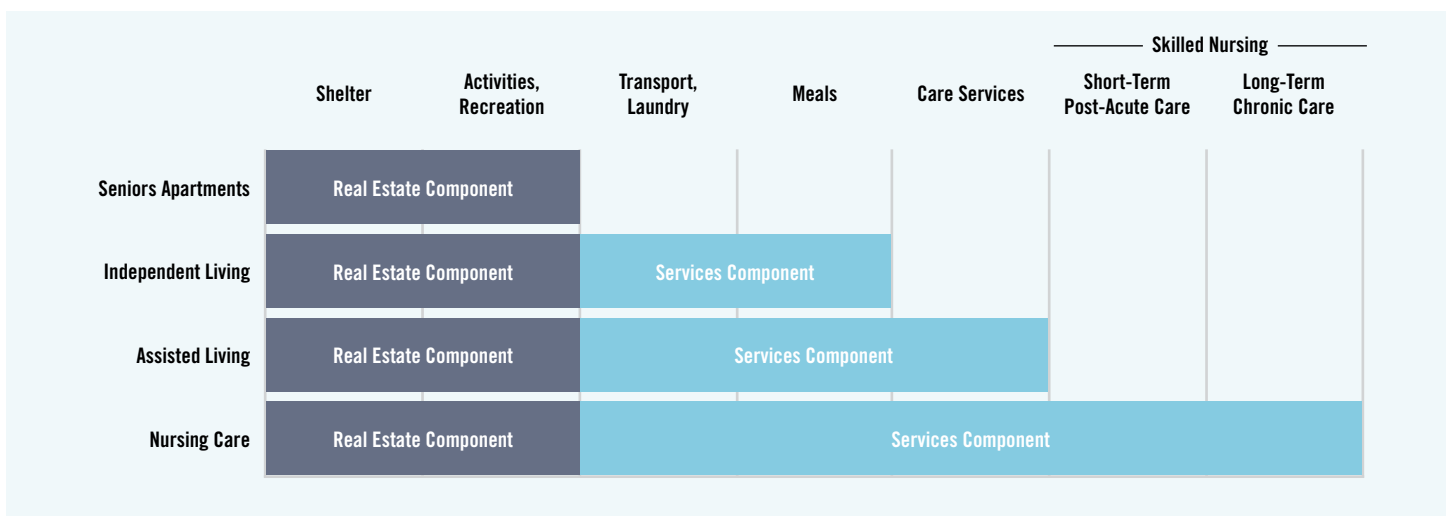 Skilled Nursing
Shelter
Activities,
Recreation
Transport,
Laundry
Meals
Care Services
Short-Term
Post-Acute Care
Long-Term
Chronic Care
Seniors Apartments
Real Estate Component
Independent Living
Real Estate Component
Services Component
Assisted Living
Real Estate Component
Services Component
Nursing Care
Real Estate Component
Services Component